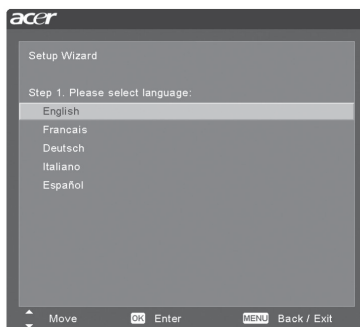 acer
Setup Wizard
Step 1. Please select language:
English
Francais
Deutsch
Italiano
Español
Move OK Enter MENU Back / Exit